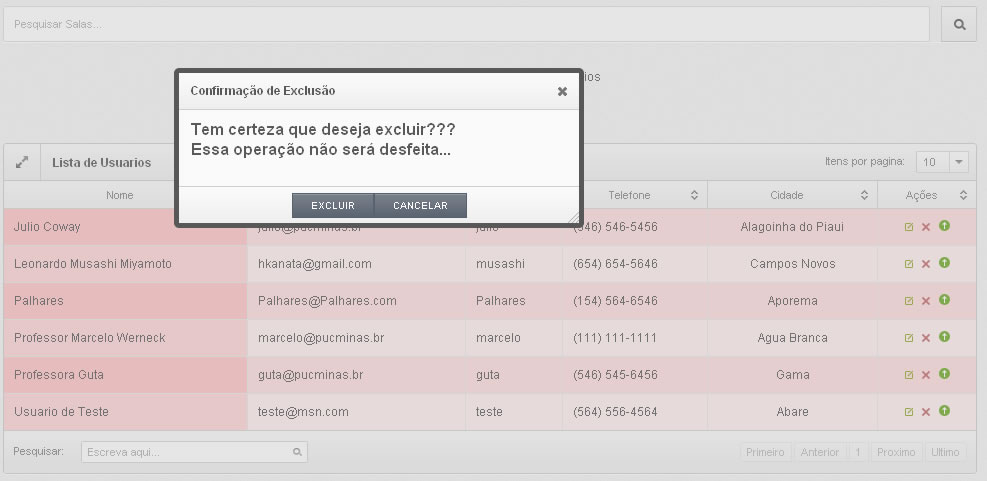 Pesquisar Salas...
Confirmação de Exclusão
Tem certeza que deseja excluir???
Essa operação não será desfeita...
EXCLUIR CANCELAR
Lista de Usuarios Itens por pagina: 10
Nome Telefone Cidade Ações
Julio Coway julio@pucminas.br julio (546) 546-5456 Alagoinha do Piaui
Leonardo Musashi Miyamoto hkanata@gmail.com musashi (654) 654-5646 Campos Novos
Palhares Palhares@Palhares.com Palhares (154) 564-6546 Aporema
Professor Marcelo Werneck marcelo@pucminas.br marcelo (111) 111-1111 Agua Branca
Professora Guta guta@pucminas.br guta (546) 545-6456 Gama
Usuario de Teste teste@msn.com teste (564) 556-4564 Abare
Pesquisar: Escreva aqui... Primeiro Anterior 1 Proximo Ultimo